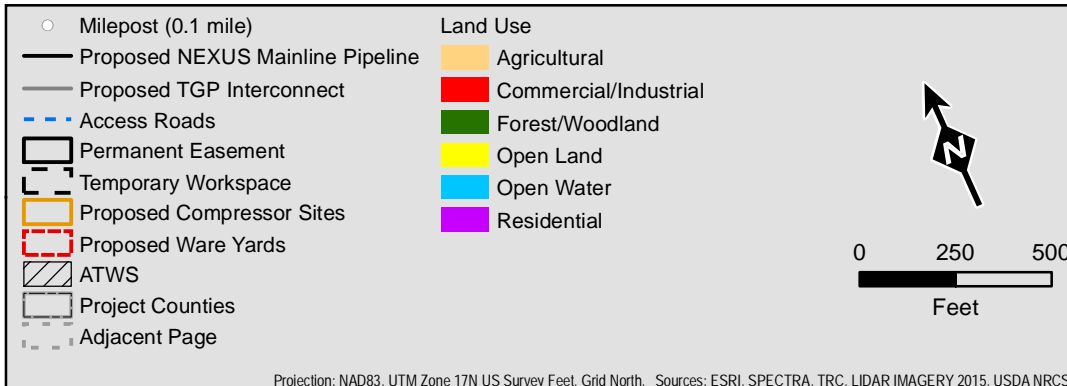 Milepost (0.1 mile)
Proposed NEXUS Mainline Pipeline
Proposed TGP Interconnect
Access Roads
Permanent Easement
Temporary Workspace
Proposed Compressor Sites
Proposed Ware Yards
ATWS
Project Counties
Adjacent Page
Land Use
Agricultural
Commercial/Industrial
Forest/Woodland
Open Land
Open Water
Residential
N
0 250 500
Feet
Projection: NAD83, UTM Zone 17N US Survey Feet, Grid North. Sources: ESRI, SPECTRA, TRC, LIDAR IMAGERY 2015, USDA NRCS